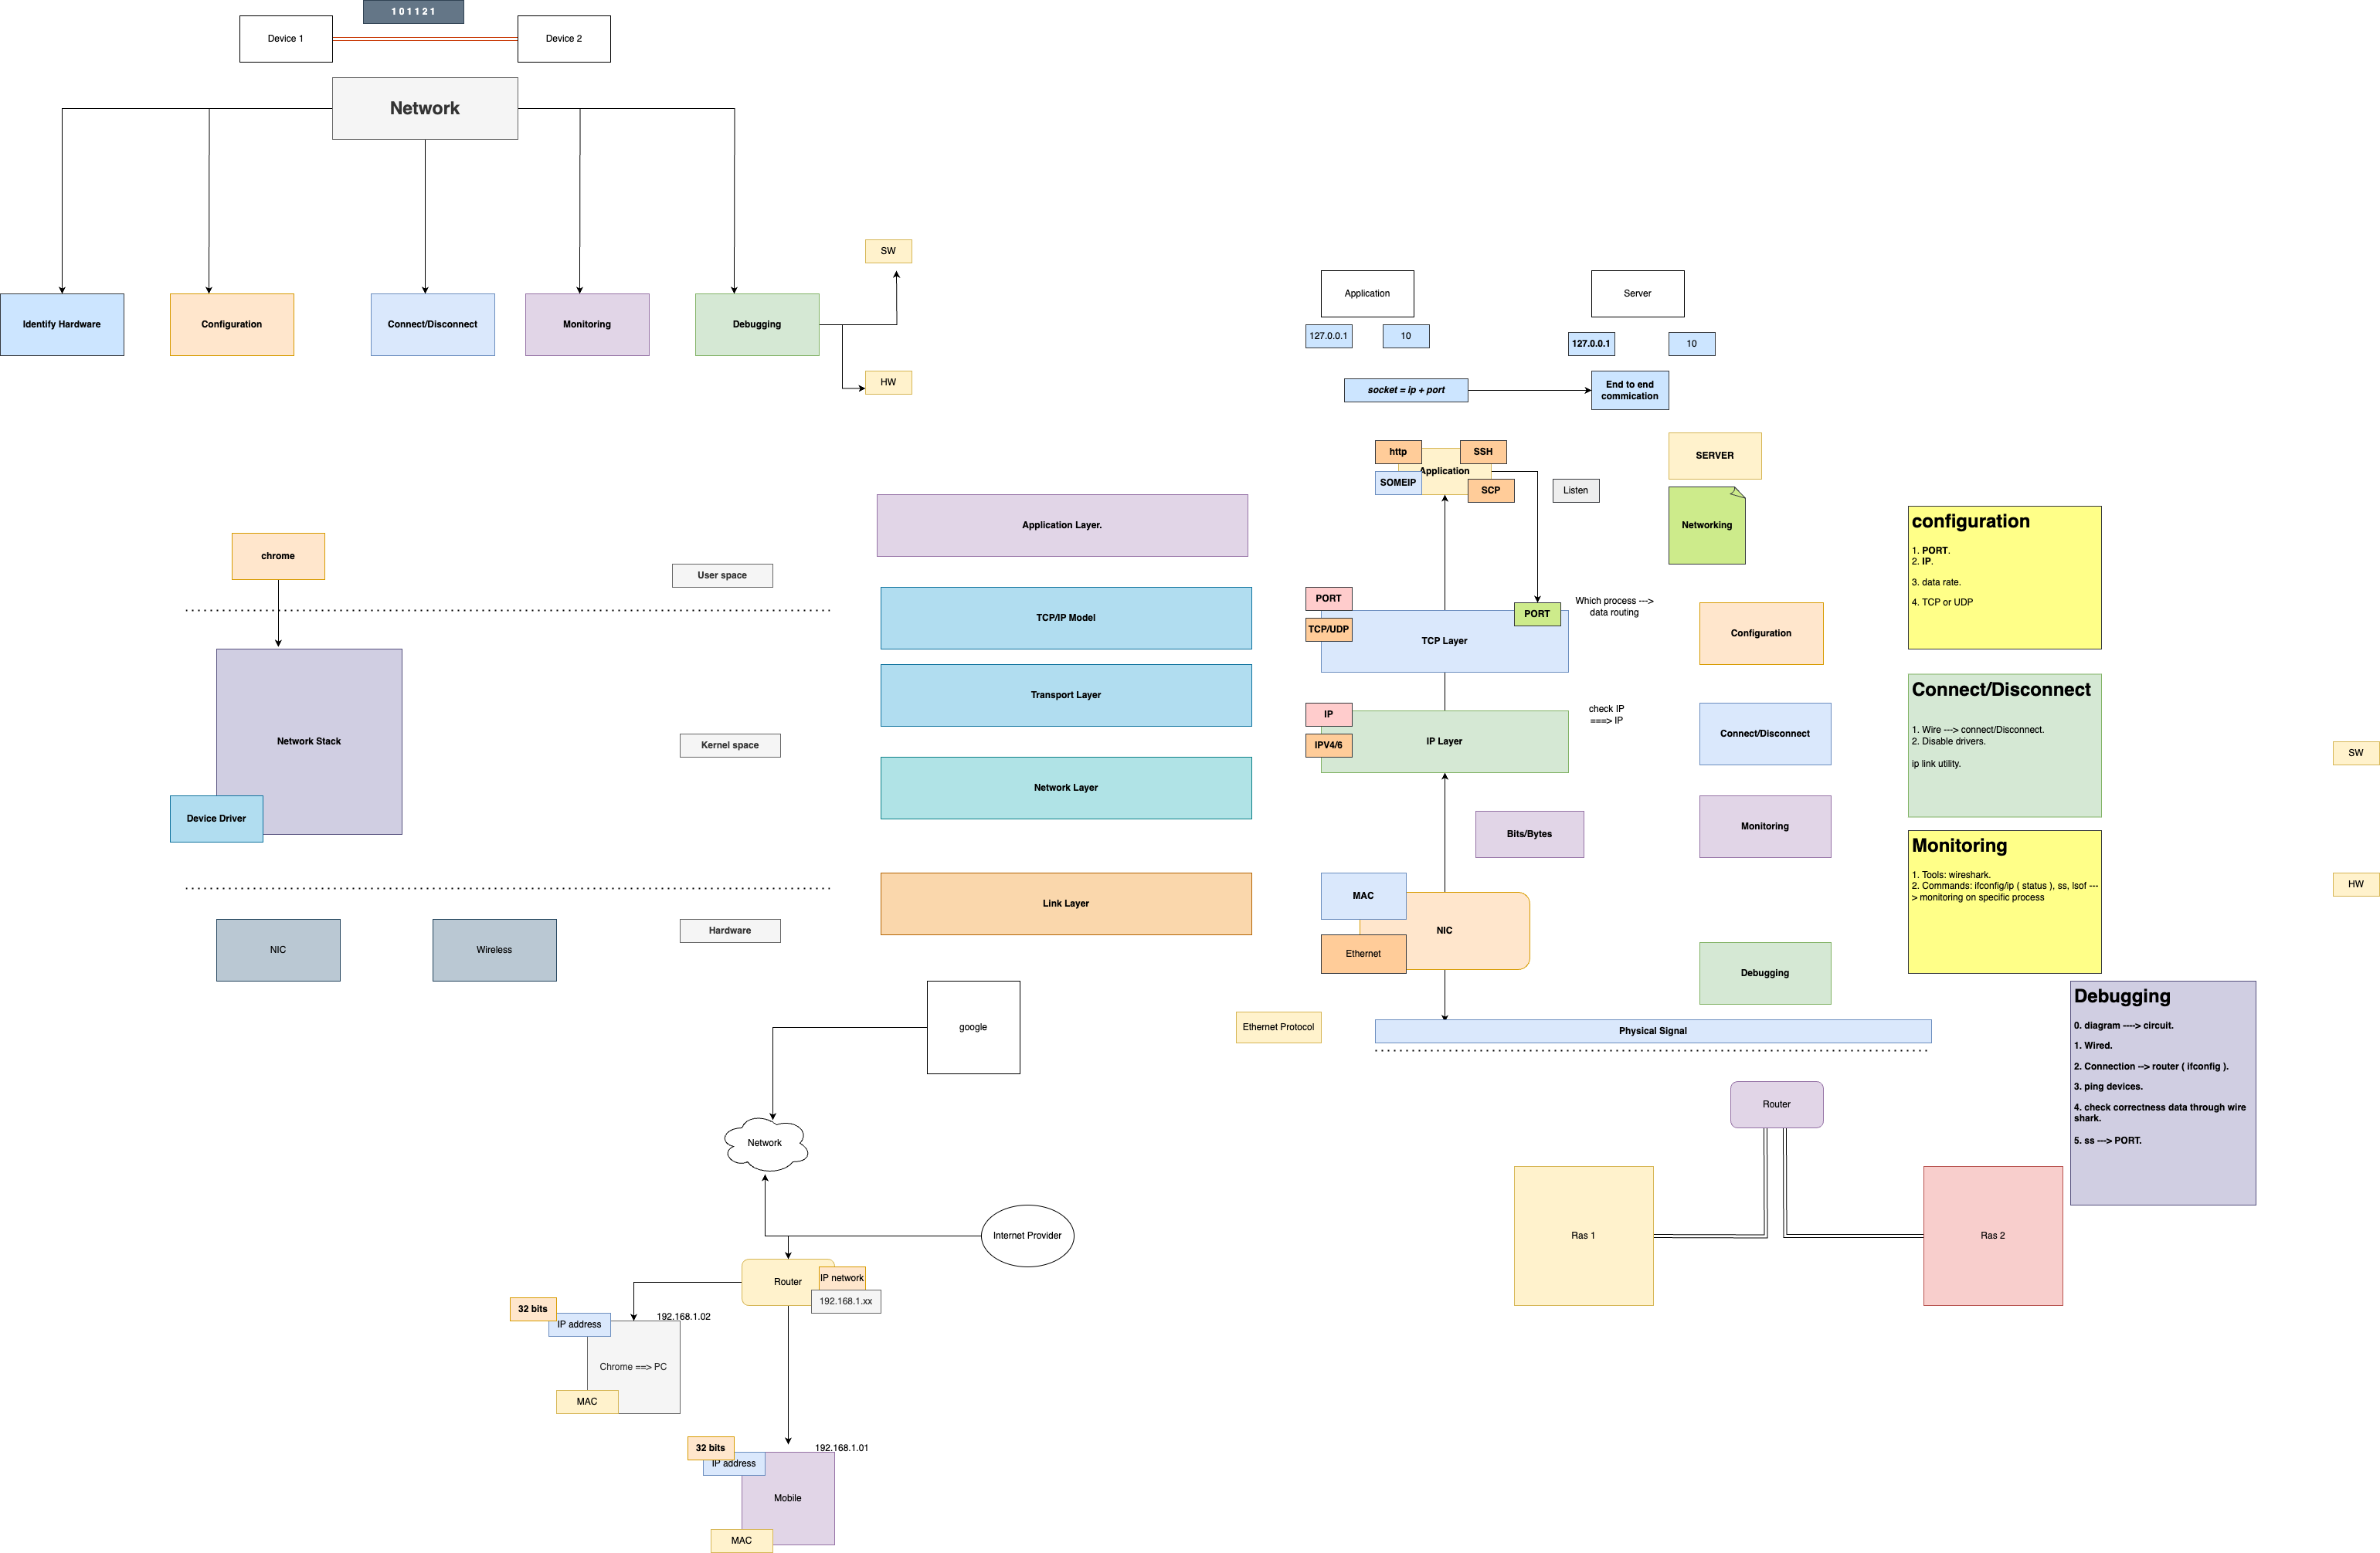 1 0 1 1 2 1
Device 1
Device 2
Network
Identify Hardware
Configuration
Connect/Disconnect
Monitoring
Debugging
SW
HW
Application
Server
127.0.0.1
10
127.0.0.1
10
socket = ip + port
End to end
commication
http
SSH
Application
SOMEIP
SCP
Listen
SERVER
Networking
chrome
User space
Network Stack
Kernel space
Device Driver
NIC
Wireless
Hardware
Application Layer.
TCP/IP Model
Transport Layer
Network Layer
Link Layer
PORT
TCP/UDP
PORT
TCP Layer
Which process --->
data routing
IP
IPV4/6
IP Layer
check IP
===> IP
Bits/Bytes
MAC
NIC
Ethernet
Ethernet Protocol
Physical Signal
Configuration
Connect/Disconnect
Monitoring
Debugging
configuration
1. PORT.
2. IP.
3. data rate.
4. TCP or UDP
Connect/Disconnect
1. Wire ---> connect/Disconnect.
2. Disable drivers.
ip link utility.
Monitoring
1. Tools: wireshark.
2. Commands: ifconfig/ip ( status ), ss, lsof ---
> monitoring on specific process
SW
HW
Debugging
0. diagram ----> circuit.
1. Wired.
2. Connection --> router ( ifconfig ).
3. ping devices.
4. check correctness data through wire
shark.
5. ss ---> PORT.
google
Network
Internet Provider
Router
IP network
192.168.1.xx
32 bits
IP address
192.168.1.02
Chrome ==> PC
MAC
32 bits
IP address
192.168.1.01
Mobile
MAC
Router
Ras 1
Ras 2